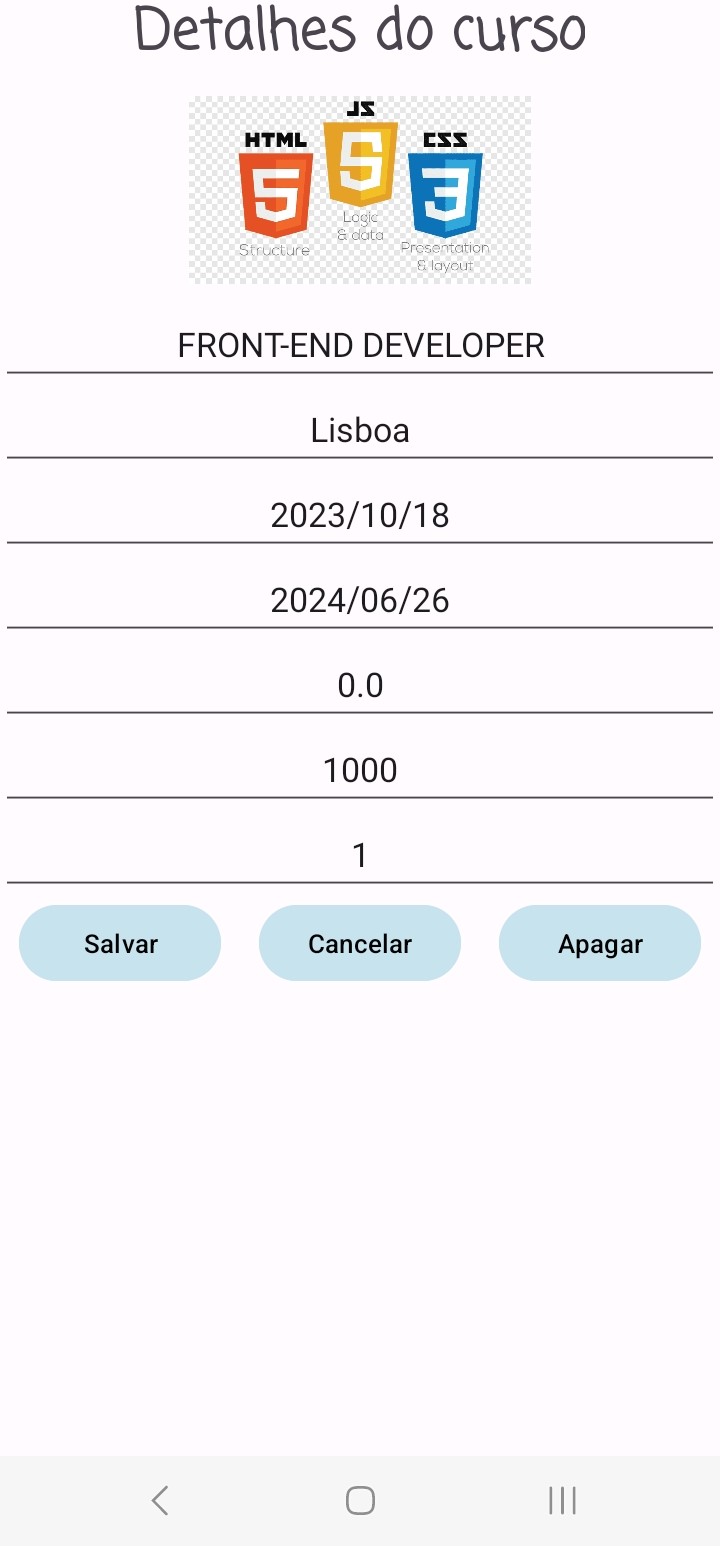 Detalhes do curso
JS
HTML
CSS
5
5
3
Logic
& data
Structure
Presentation
& layout
FRONT-END DEVELOPER
Lisboa
2023/10/18
2024/06/26
0.0
1000
1
Salvar
Cancelar
Apagar